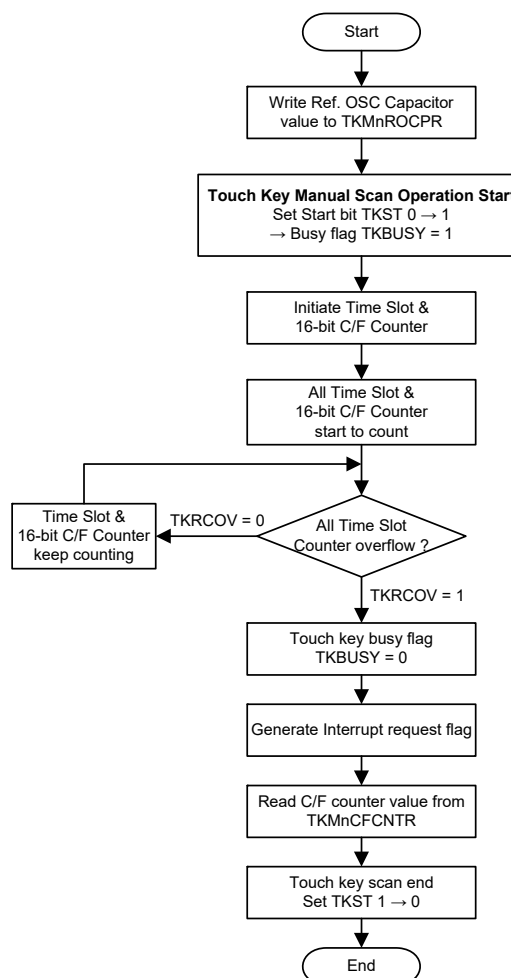 Start
Write Ref. OSC Capacitor
value to TKMnROCPR
Touch Key Manual Scan Operation Start
Set Start bit TKST 0 → 1
→ Busy flag TKBUSY = 1
Initiate Time Slot &
16-bit C/F Counter
All Time Slot &
16-bit C/F Counter
start to count
Time Slot &
16-bit C/F Counter
keep counting
TKRCOV = 0
All Time Slot
Counter overflow ?
TKRCOV = 1
Touch key busy flag
TKBUSY = 0
Generate Interrupt request flag
Read C/F counter value from
TKMnCFCNTR
Touch key scan end
Set TKST 1 → 0
End